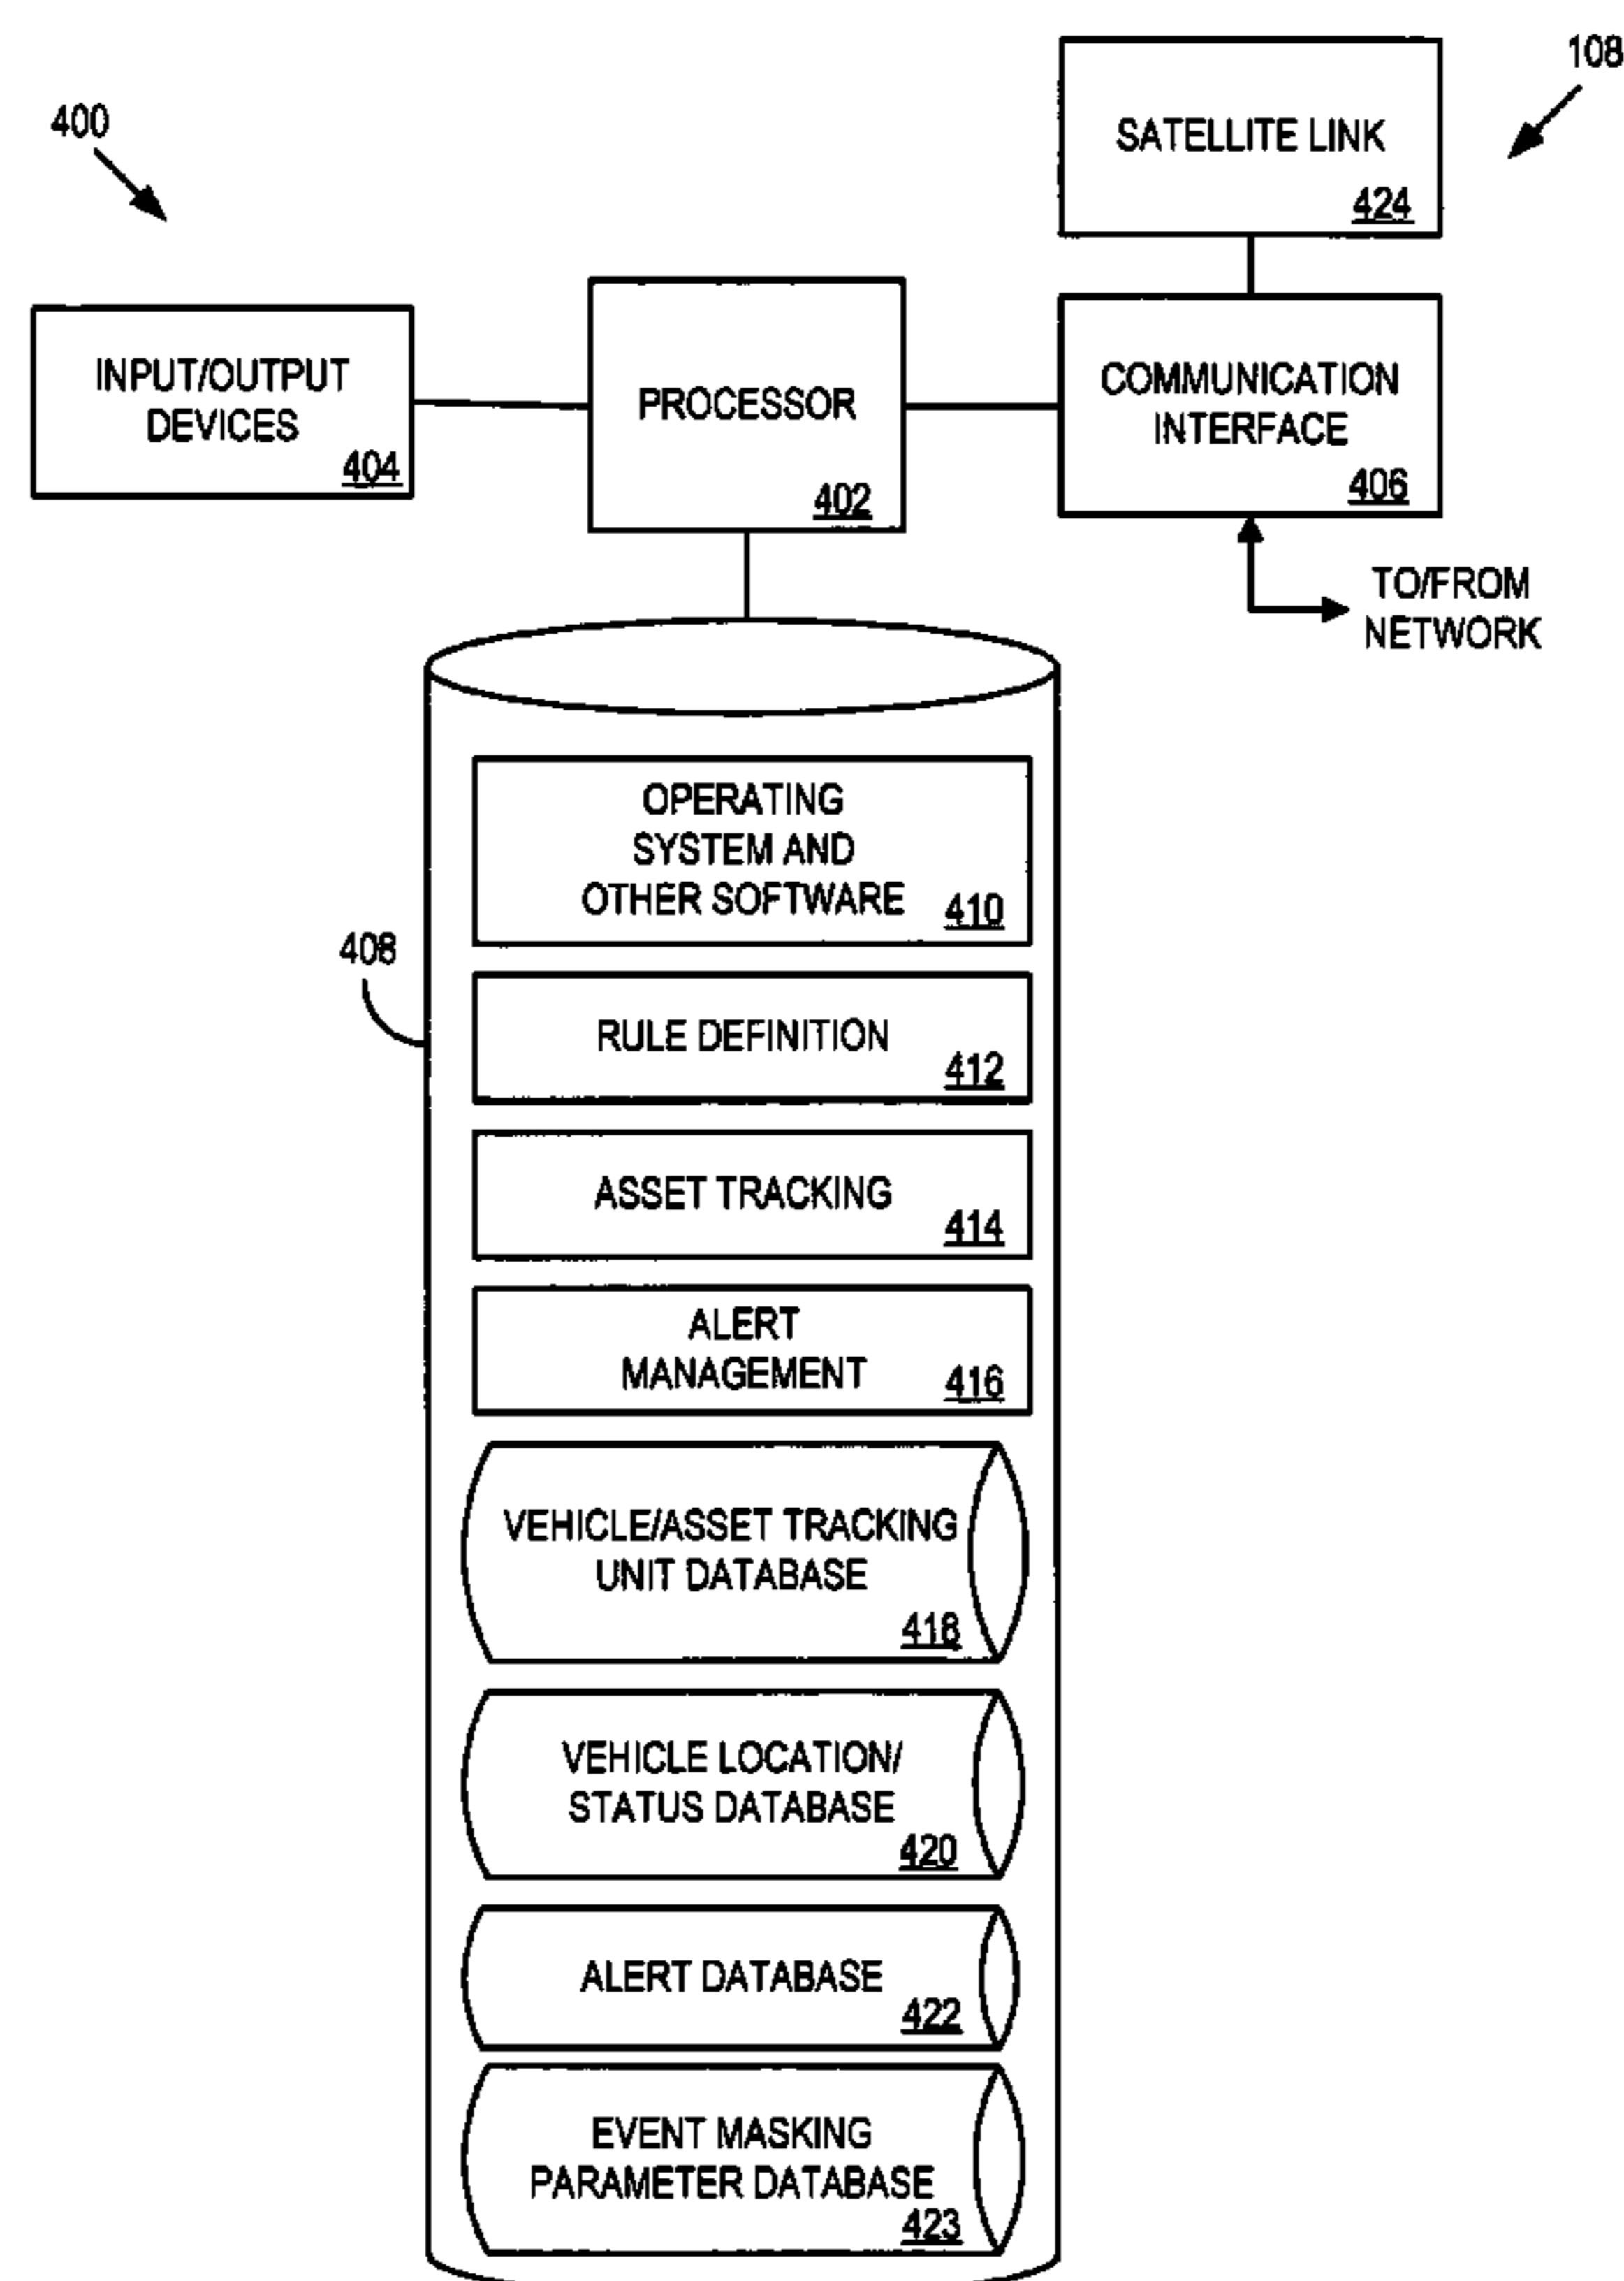 108
400
SATELLITE LINK
424
INPUT/OUTPUT
DEVICES
404
PROCESSOR
402
COMMUNICATION
INTERFACE
406
TO/FROM
NETWORK
408
OPERATING
SYSTEM AND
OTHER SOFTWARE
410
RULE DEFINITION
412
ASSET TRACKING
414
ALERT
MANAGEMENT
416
VEHICLE/ASSET TRACKING
UNIT DATABASE
418
VEHICLE LOCATION/
STATUS DATABASE
420
ALERT DATABASE
422
EVENT MASKING
PARAMETER DATABASE
423